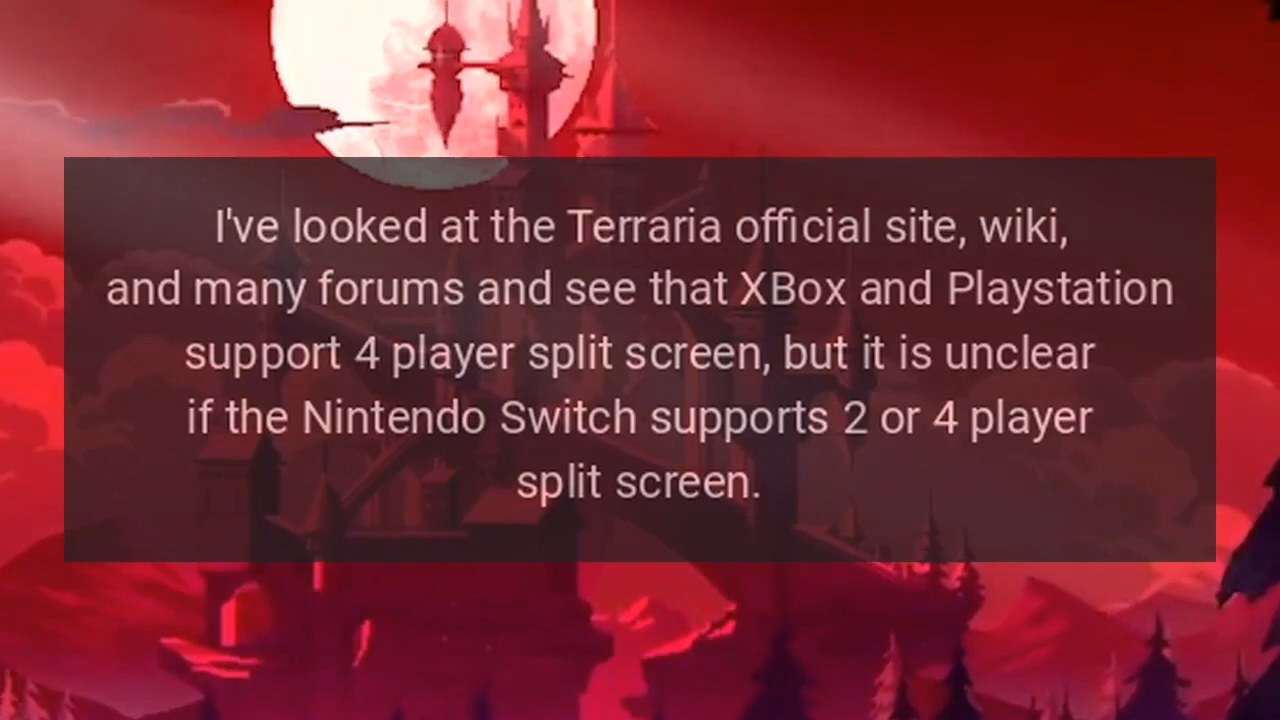 I've looked at the Terraria official site, wiki,
and many forums and see that XBox and Playstation
support 4 player split screen, but it is unclear
if the Nintendo Switch supports 2 or 4 player
split screen.